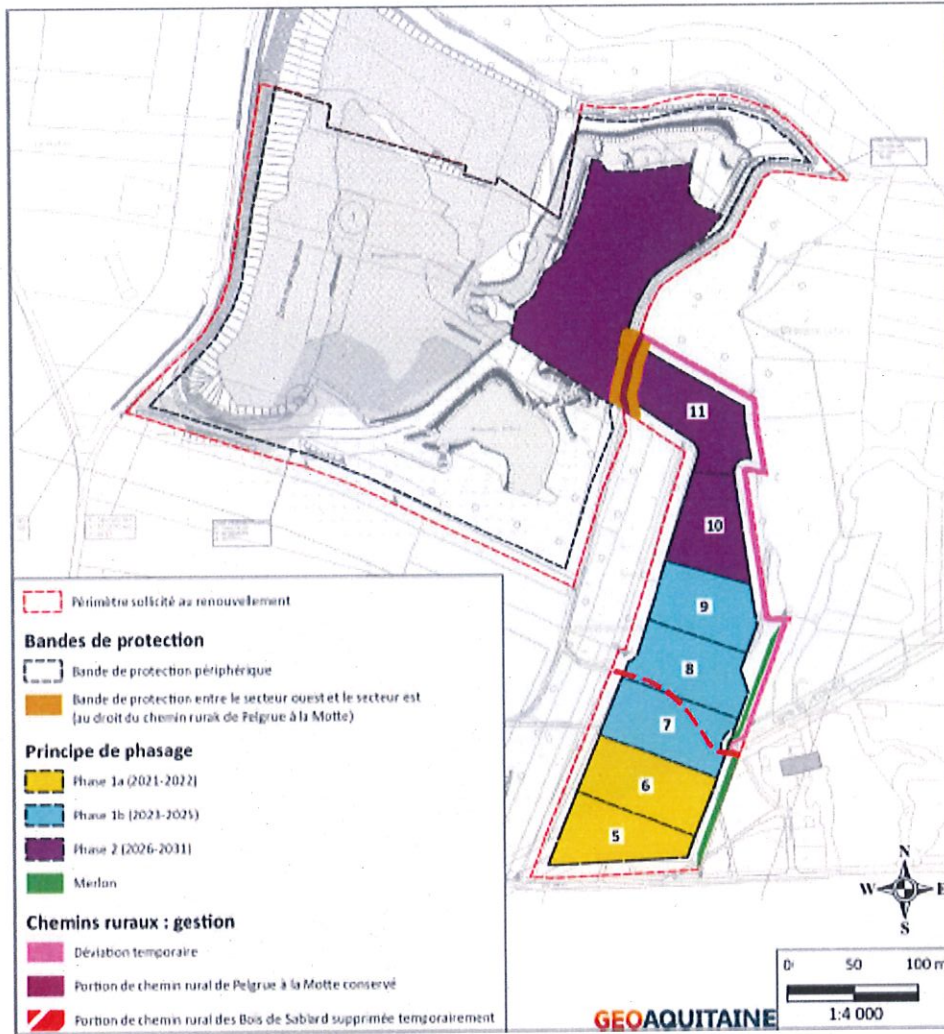 11
10
9
8
7
6
5
Périmètre sollicité au renouvellement
Bandes de protection
Bande de protection périphérique
Bande de protection entre le secteur ouest et le secteur est
(au droit du chemin rurak de Pelgrue à la Motte)
Principe de phasage
Phase 1a (2021-2022)
Phase 1b (2023-2025)
Phase 2 (2026-2031)
Merlon
Chemins ruraux : gestion
Déviation temporaire
Portion de chemin rural de Pelgrue à la Motte conservé
Portion de chemin rural des Bois de Sablard supprimée temporairement
N
W E
S
0 50 100 m
1:4 000
GEOAQUITAINE